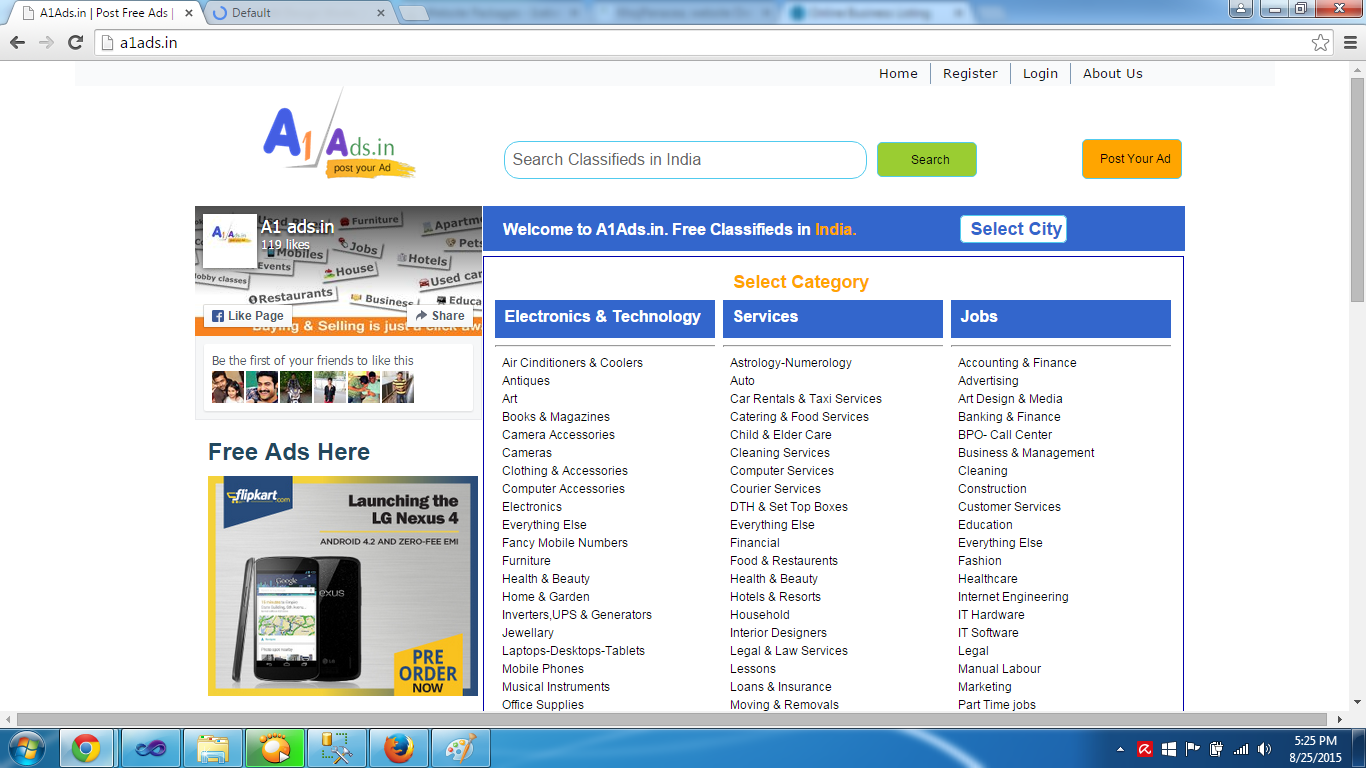 A1Ads.in | Post Free Ads |
Default
Online Business Listing
a1ads.in
Home
Register
Login
About Us
A1 Ads.in
post your Ad
Search Classifieds in India
Search
Post Your Ad
A1 ads.in
119 likes
Furniture
Mobiles
Jobs
Hotels
Pets
Events
House
Used car
hobby classes
Restaurants
Business
Educa
Like Page
Share
Buying & Selling is just a click awa
Be the first of your friends to like this
Free Ads Here
flipkart.com
Launching the
LG Nexus 4
ANDROID 4.2 AND ZERO-FEE EMI
PRE
ORDER
NOW
Welcome to A1Ads.in. Free Classifieds in India.
Select City
Select Category
Electronics & Technology
Air Cinditioners & Coolers
Antiques
Art
Books & Magazines
Camera Accessories
Cameras
Clothing & Accessories
Computer Accessories
Electronics
Everything Else
Fancy Mobile Numbers
Furniture
Health & Beauty
Home & Garden
Inverters,UPS & Generators
Jewellary
Laptops-Desktops-Tablets
Mobile Phones
Musical Instruments
Office Supplies
Services
Astrology-Numerology
Auto
Car Rentals & Taxi Services
Catering & Food Services
Child & Elder Care
Cleaning Services
Computer Services
Courier Services
DTH & Set Top Boxes
Everything Else
Financial
Food & Restaurents
Health & Beauty
Hotels & Resorts
Household
Interior Designers
Legal & Law Services
Lessons
Loans & Insurance
Moving & Removals
Jobs
Accounting & Finance
Advertising
Art Design & Media
Banking & Finance
BPO- Call Center
Business & Management
Cleaning
Construction
Customer Services
Education
Everything Else
Fashion
Healthcare
Internet Engineering
IT Hardware
IT Software
Legal
Manual Labour
Marketing
Part Time jobs
5:25 PM
8/25/2015